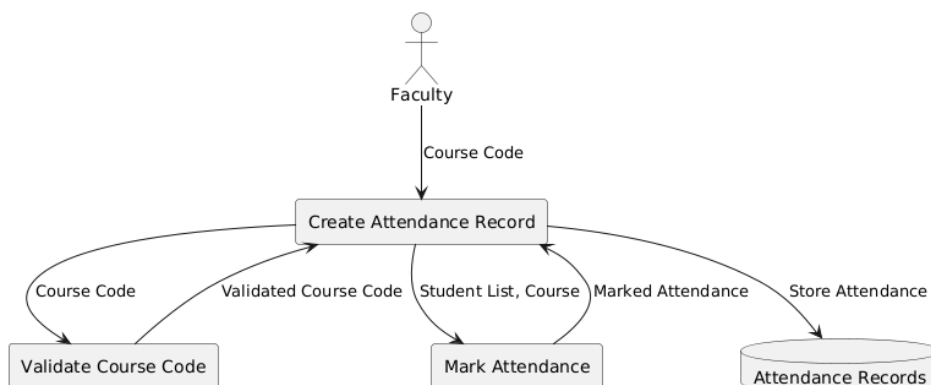 Faculty
Course Code
Create Attendance Record
Course Code
Validated Course Code
Student List, Course
Marked Attendance
Store Attendance
Validate Course Code
Mark Attendance
Attendance Records